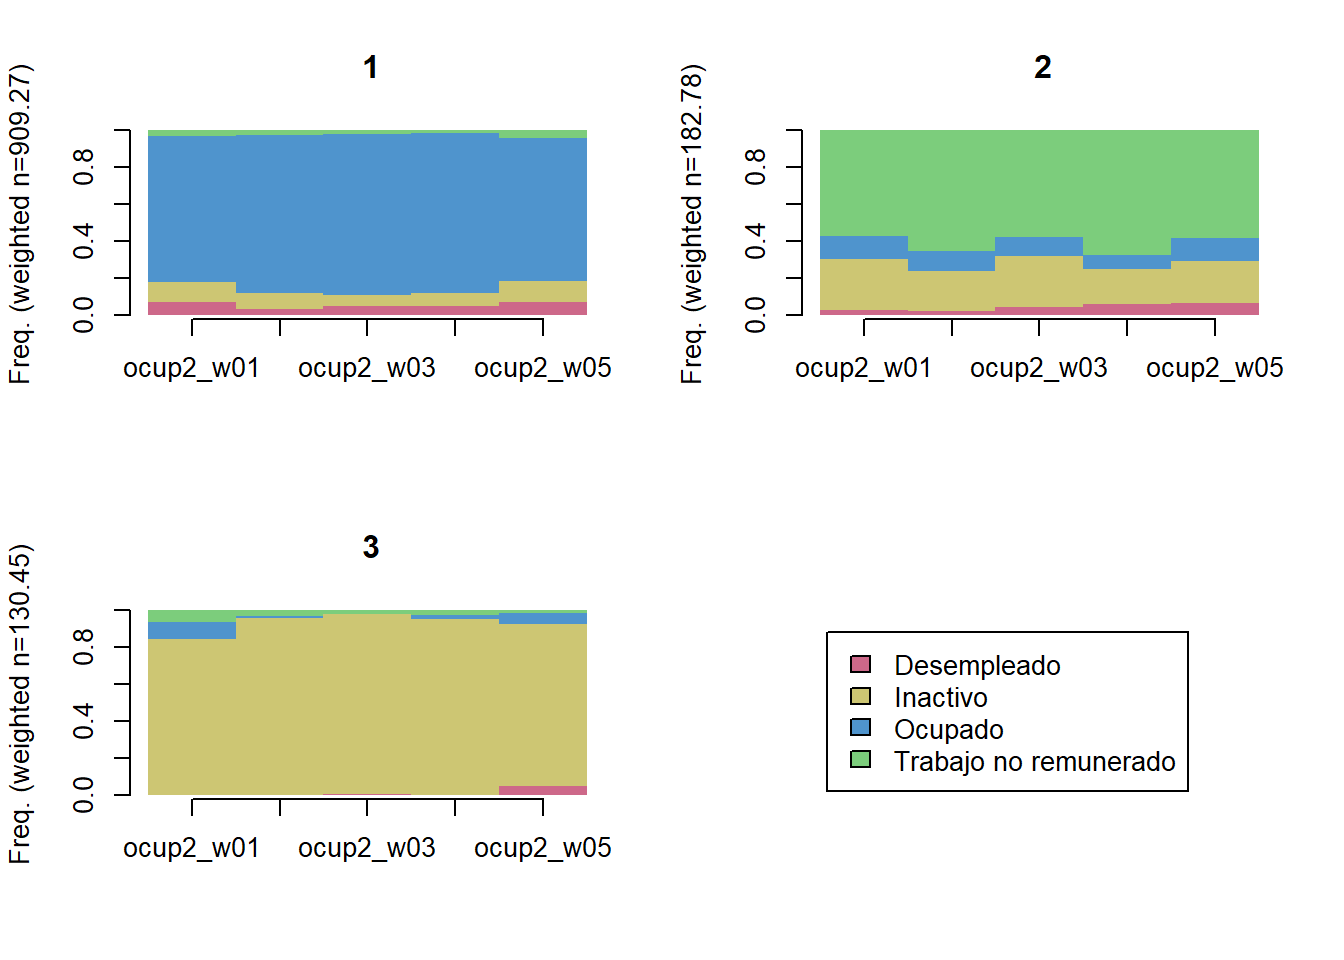 1
Freq. (weighted n=909.27)
0.0 0.4 0.8
ocup2_w01 ocup2_w03 ocup2_w05
2
Freq. (weighted n=182.78)
0.0 0.4 0.8
ocup2_w01 ocup2_w03 ocup2_w05
3
Freq. (weighted n=130.45)
0.0 0.4 0.8
ocup2_w01 ocup2_w03 ocup2_w05
Desempleado
Inactivo
Ocupado
Trabajo no remunerado